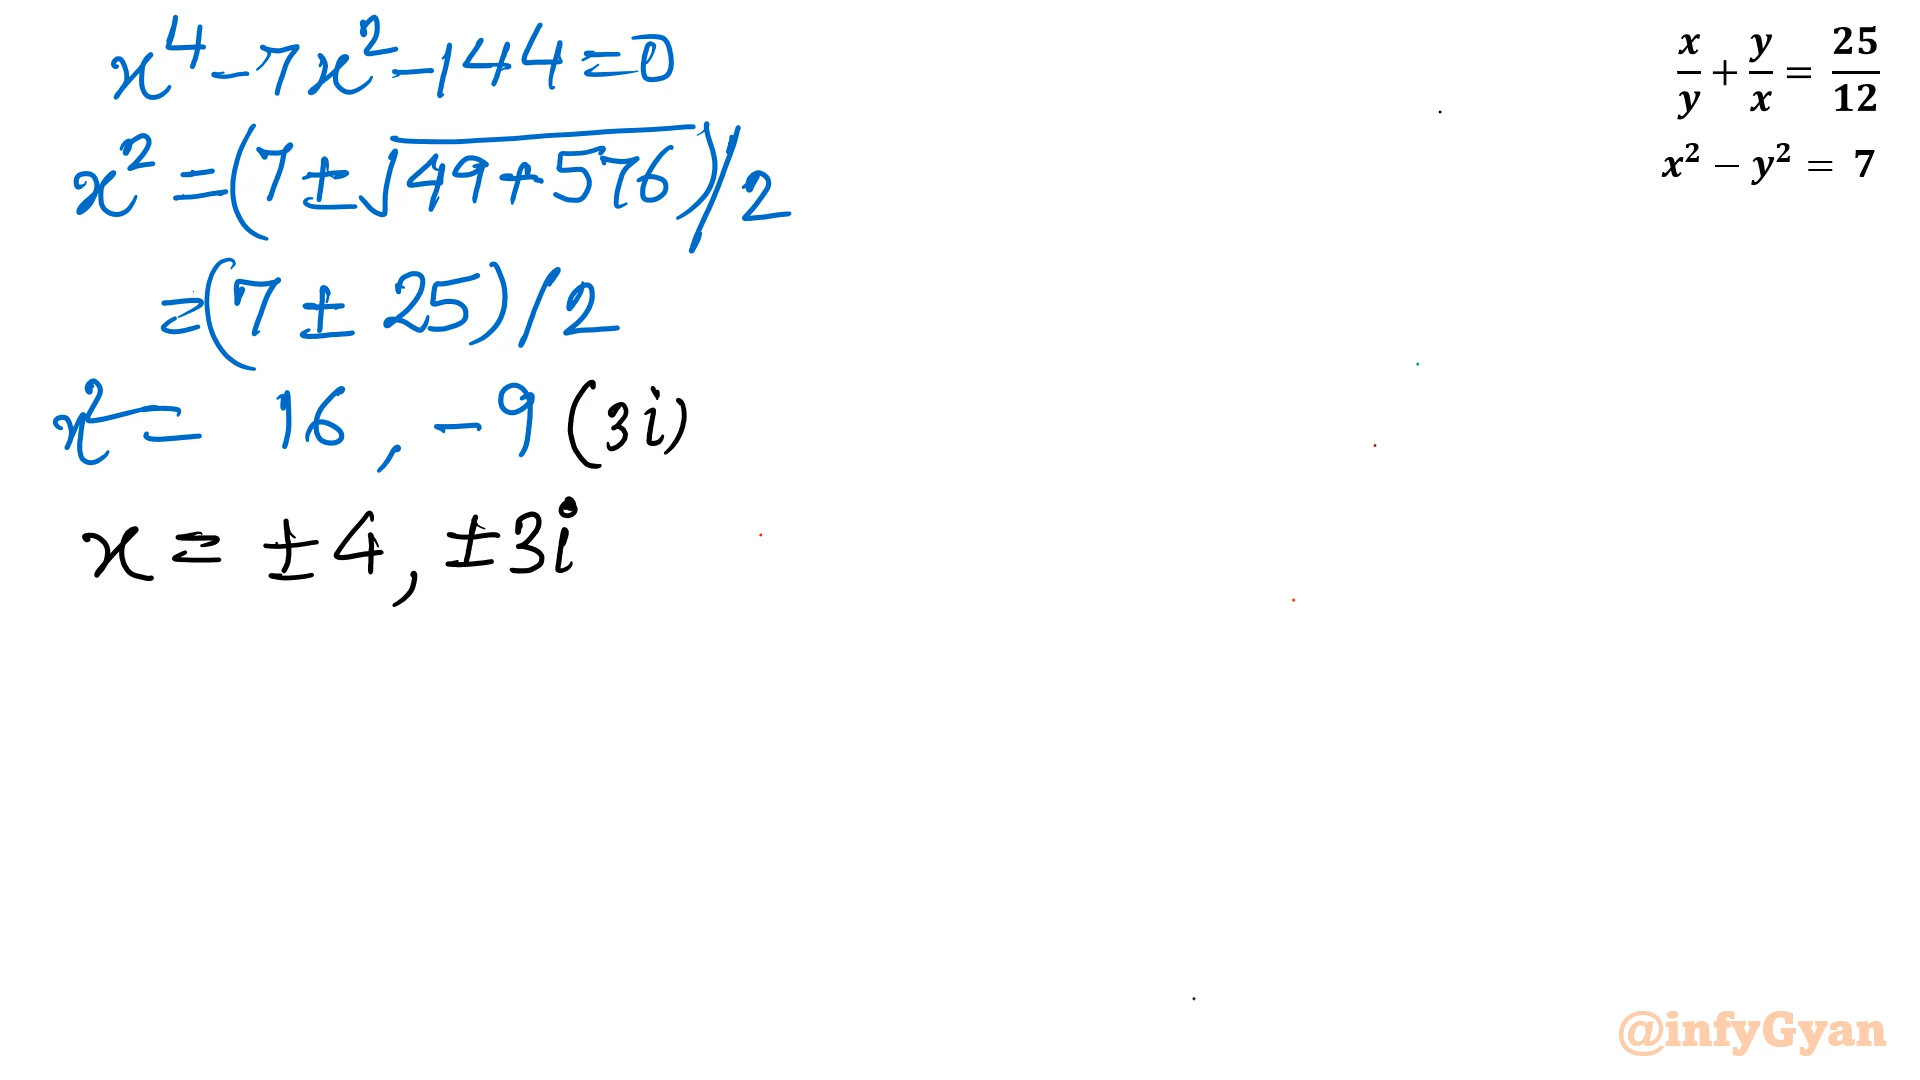 x⁴ - 7x² - 144 = 0
x² = (7 ± √49 + 576)/2
= (7 ± 25)/2
x² = 16, -9 (3i)
x = ±4, ±3i
x/y + y/x = 25/12
x² − y² = 7
@infyGyan